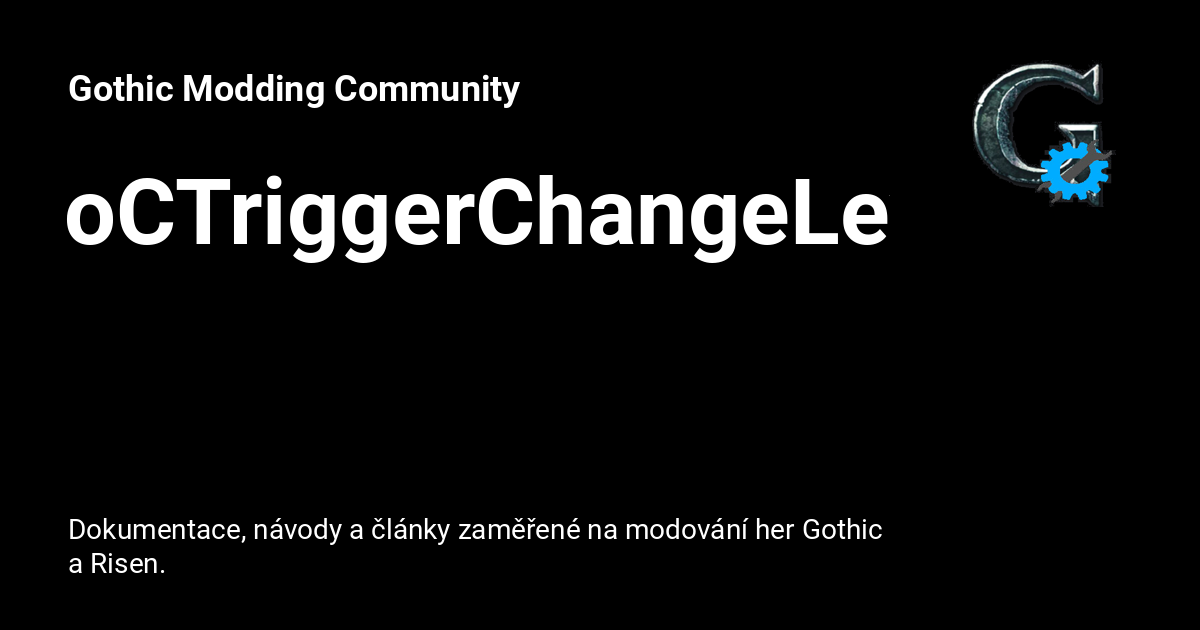 Gothic Modding Community
oCTriggerChangeLe
Dokumentace, návody a články zaměřené na modování her Gothic
a Risen.